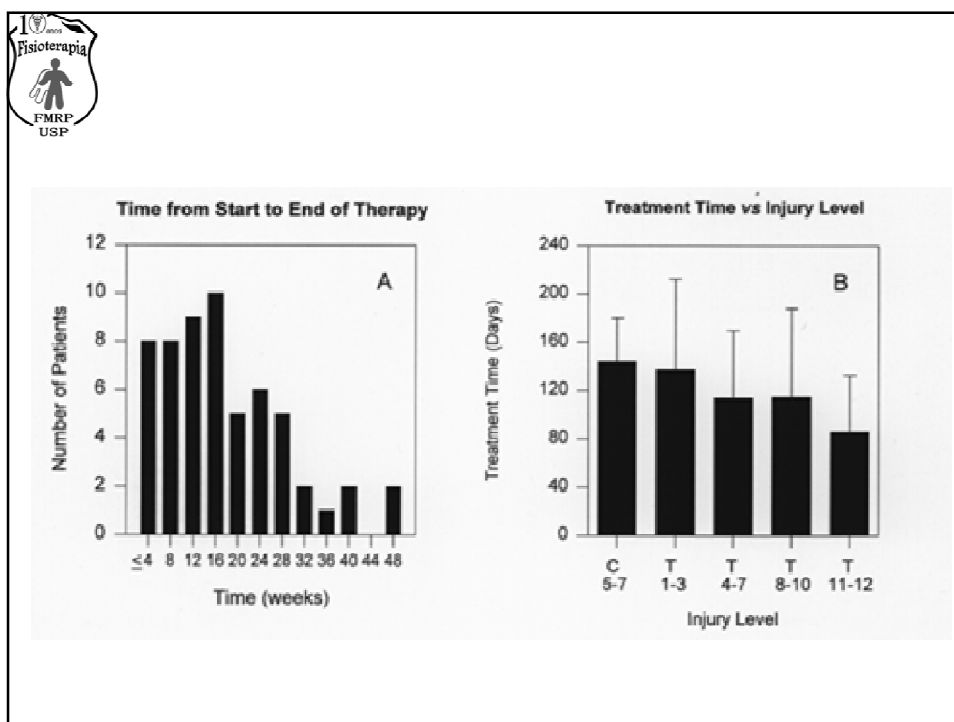 10 anos
Fisioterapia
FMRP
USP
Time from Start to End of Therapy
12
10
8
6
4
2
0
Number of Patients
A
≤4 8 12 16 20 24 28 32 36 40 44 48
Time (weeks)
Treatment Time vs Injury Level
240
200
160
120
80
40
0
Treatment Time (Days)
B
C T T T T
5-7 1-3 4-7 8-10 11-12
Injury Level